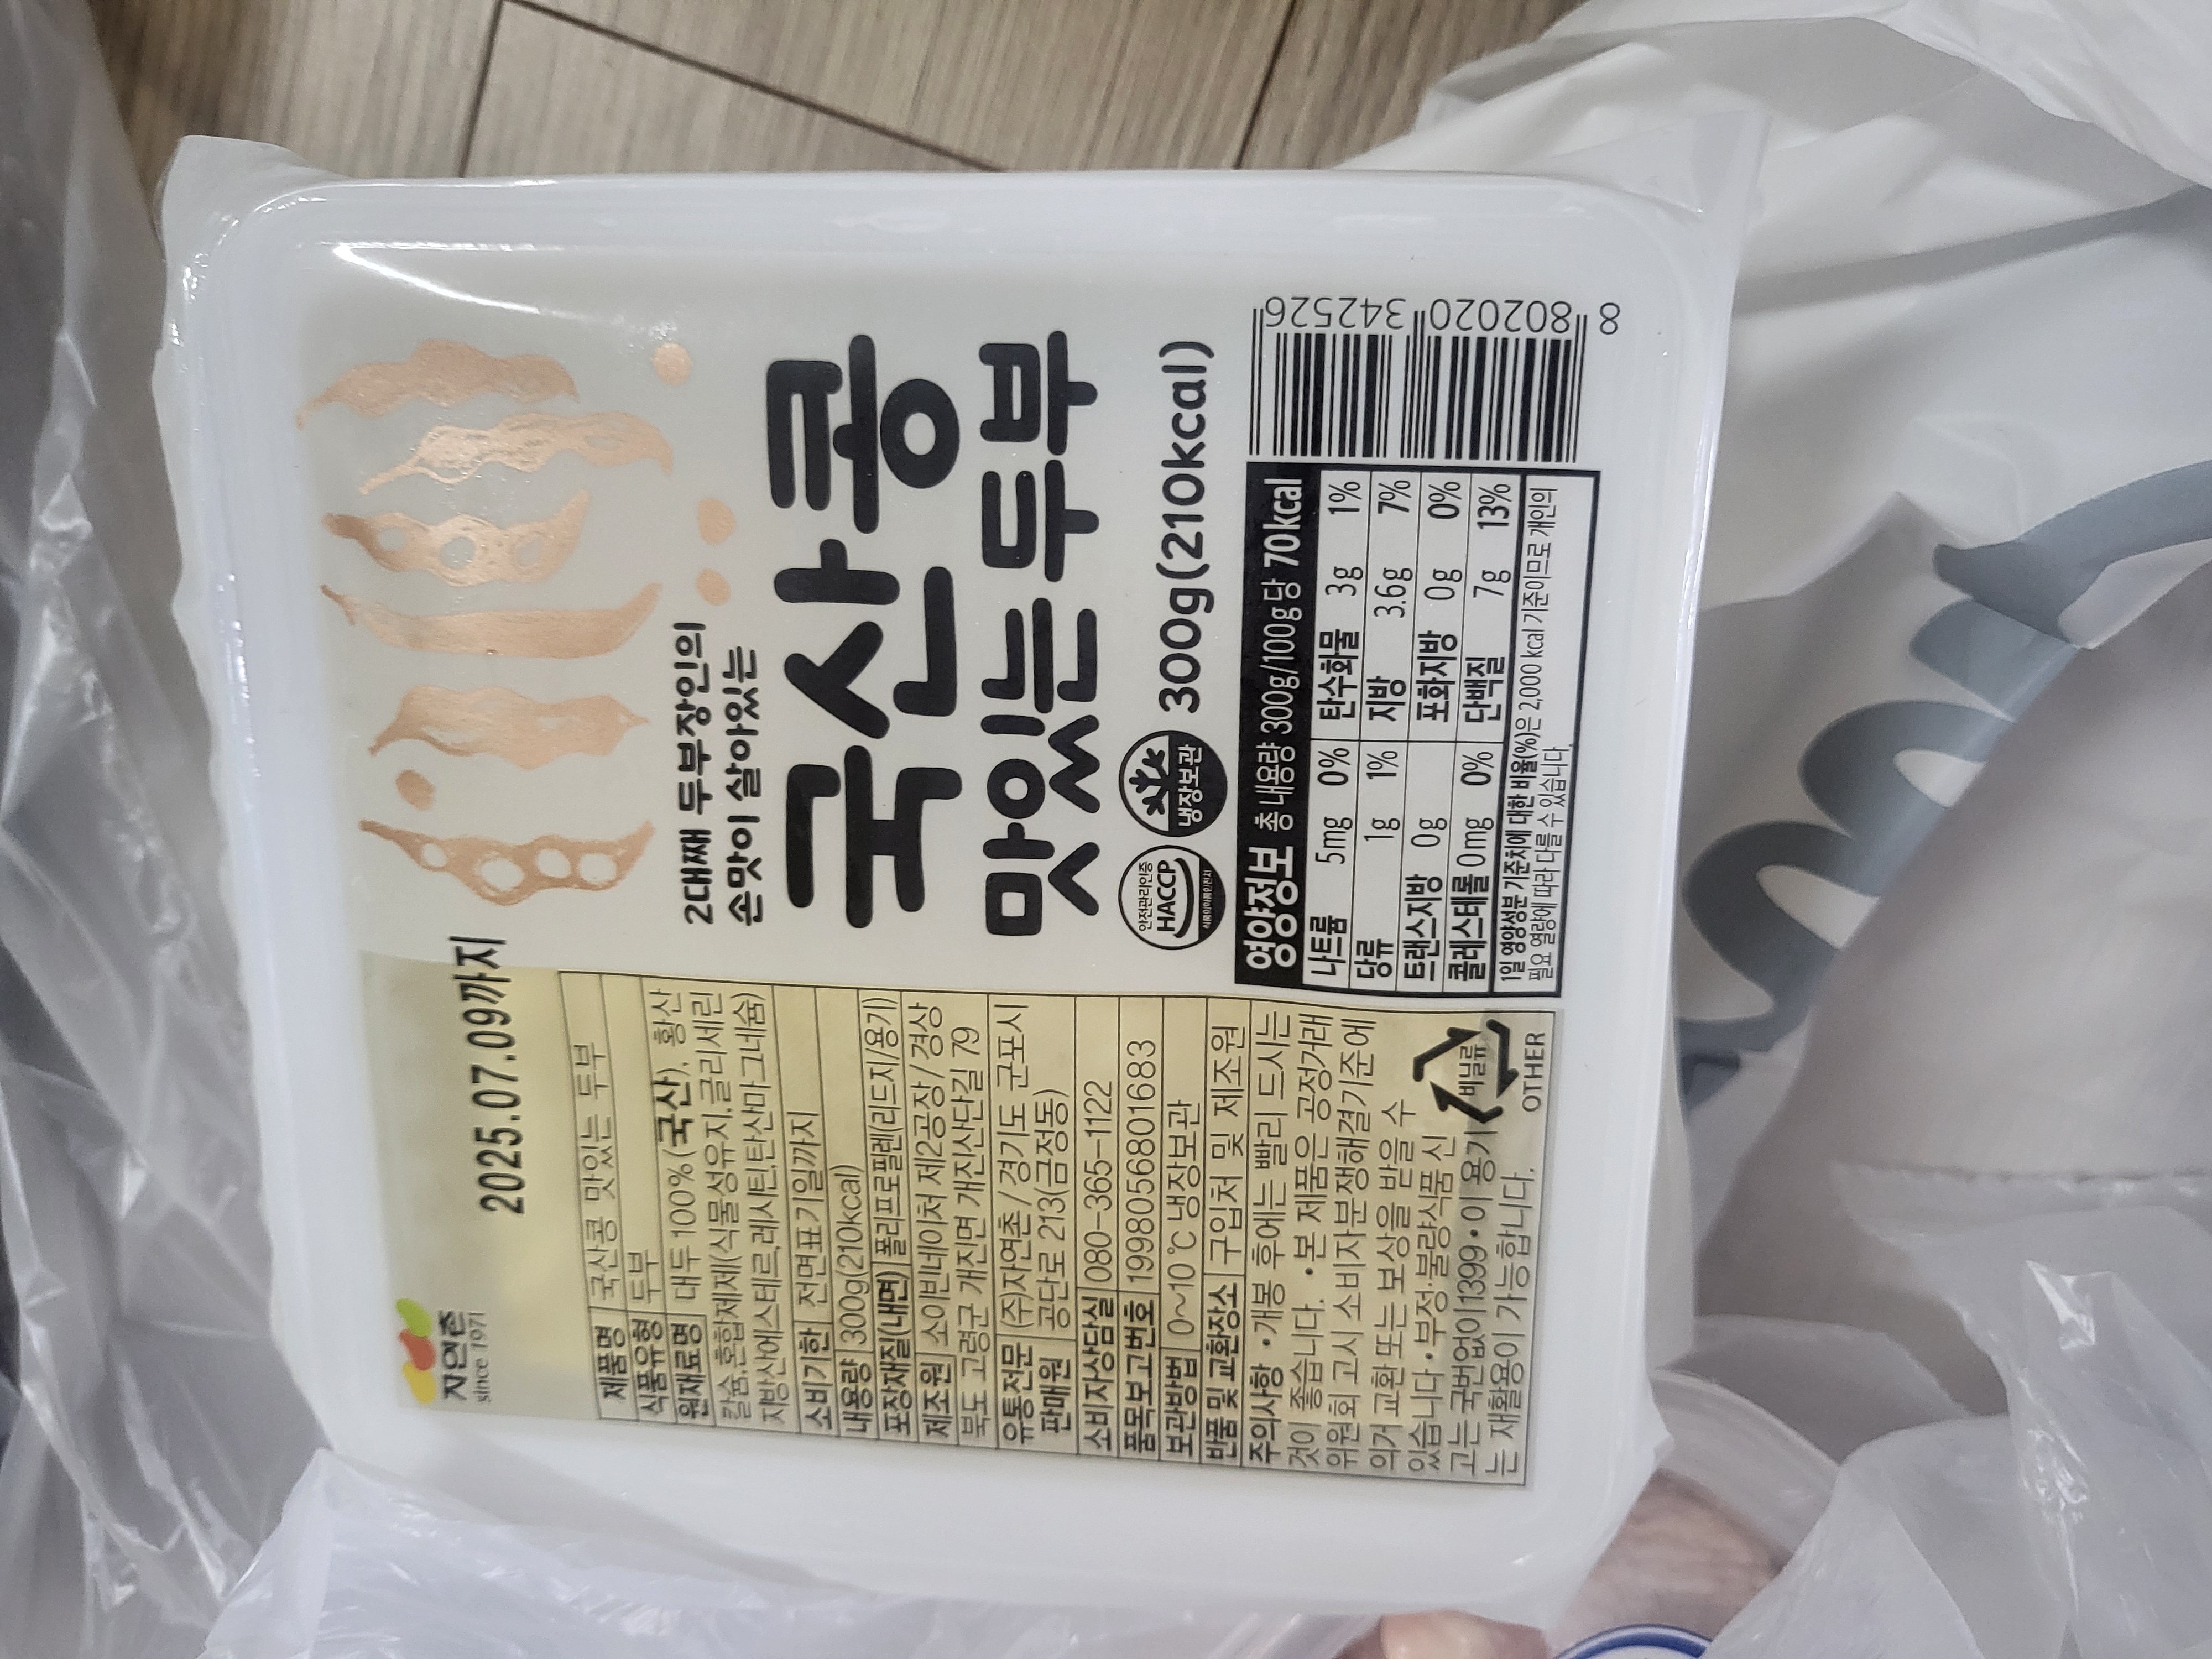 자연촌
since 1971
2025.07.09까지
제품명 국산콩 맛있는 두부
식품유형 두부
원재료명 대두 100%(국산), 황산
칼슘,혼합제제(식물성유지,글리세린
지방산에스테르,레시틴,탄산마그네슘)
소비기한 전면표기일까지
내용량 300g(210kcal)
포장재질(내면) 폴리프로필렌(리드지/용기)
제조원 소이빈네이처 제2공장/경상
북도 고령군 개진면 개진산단길 79
유통전문 (주)자연촌/경기도 군포시
판매원 공단로 213(금정동)
소비자상담실 080-365-1122
품목보고번호 19980568016​83
보관방법 0~10℃ 냉장보관
반품 및 교환장소 구입처 및 제조원
주의사항 •개봉 후에는 빨리 드시는
것이 좋습니다. •본 제품은 공정거래
위원회 고시 소비자분쟁해결기준에
의거 교환 또는 보상을 받을 수
있습니다•부정·불량식품 신
고는 국번없이 1399•이 용기
는 재활용이 가능합니다.
비닐류
OTHER
2대째 두부장인의
손맛이 살아있는
국산콩
맛있는두부
안전관리인증
HACCP
냉장보관
300g(210kcal)
영양정보 총 내용량 300g/100g당 70kcal
나트륨 5mg 0% 탄수화물 3g 1%
당류 1g 1% 지방 3.6g 7%
트랜스지방 0g 포화지방 0g 0%
콜레스테롤 0mg 0% 단백질 7g 13%
1일 영양성분 기준치에 대한 비율(%)은 2,000 kcal 기준이므로 개인의
필요 열량에 따라 다를 수 있습니다.
8 802020 342526